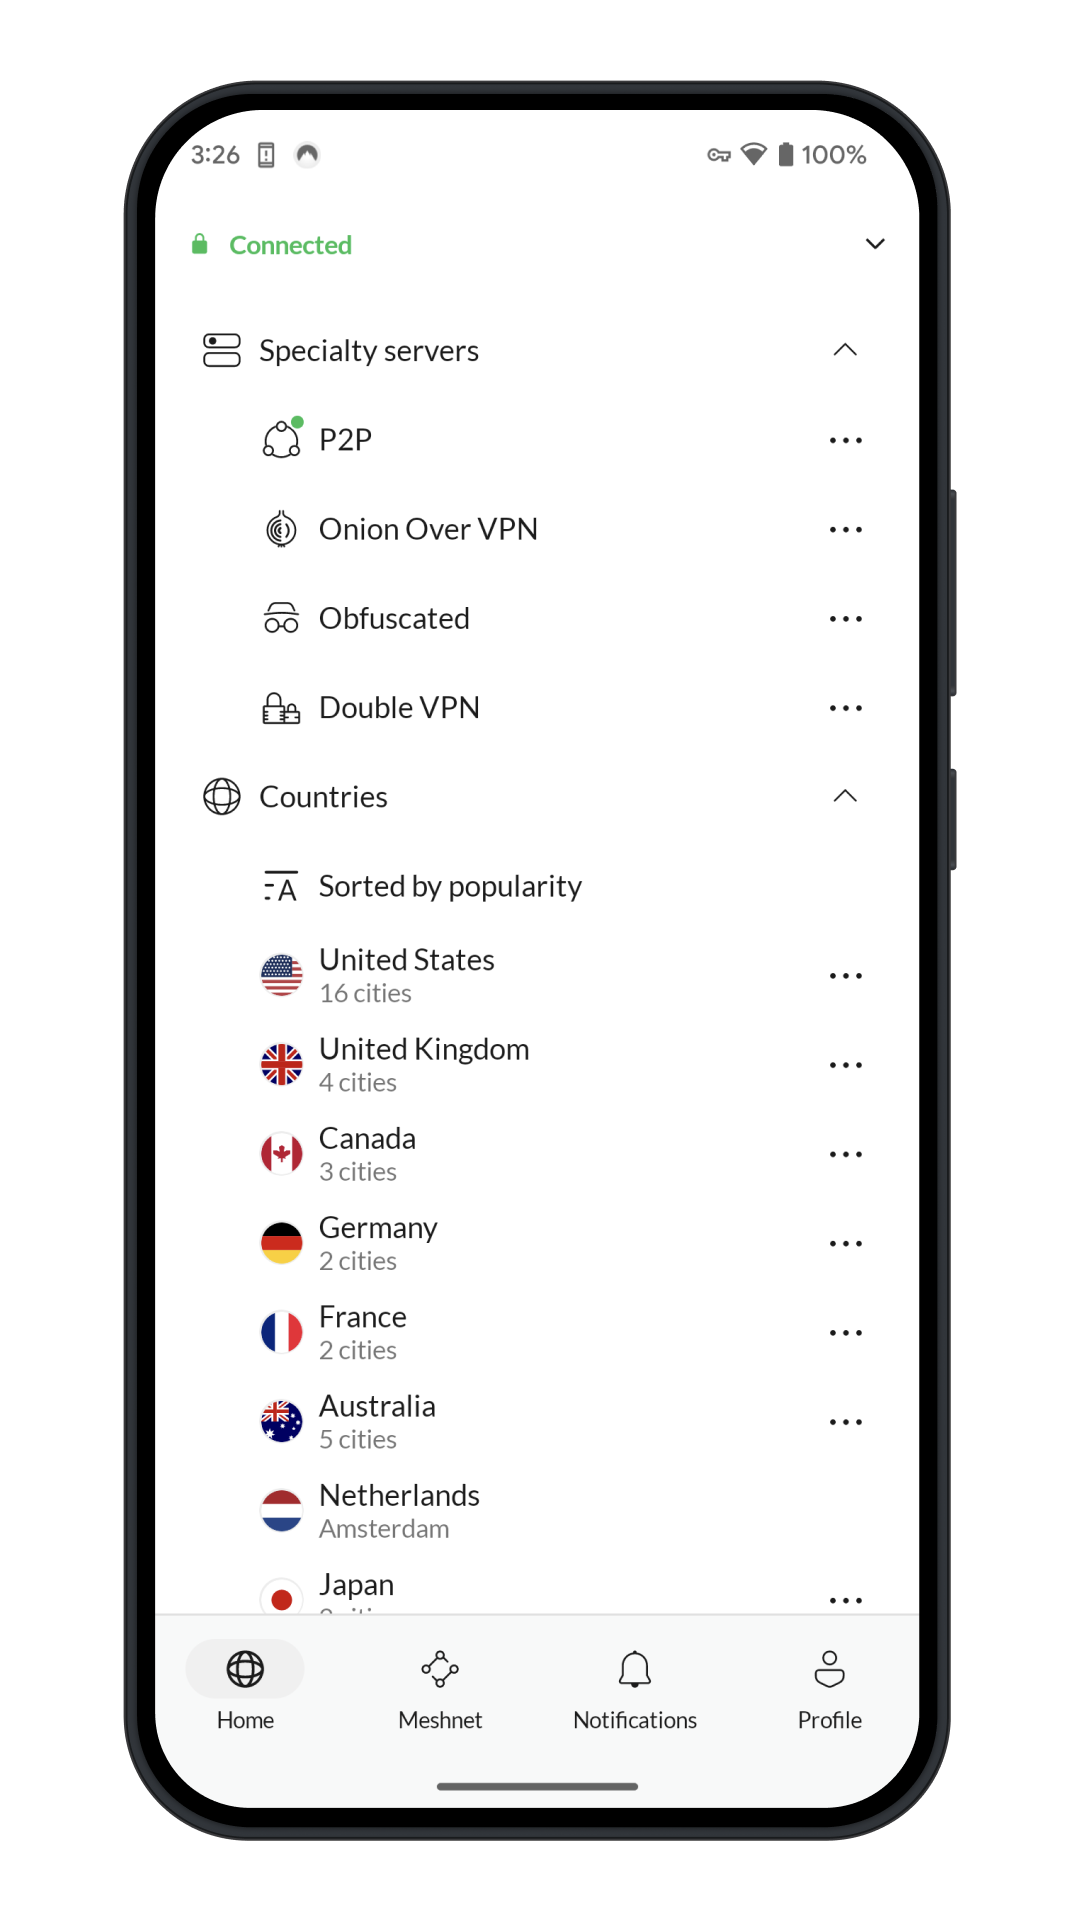 3:26 100%
Connected
Specialty servers
P2P
Onion Over VPN
Obfuscated
Double VPN
Countries
Sorted by popularity
United States
16 cities
United Kingdom
4 cities
Canada
3 cities
Germany
2 cities
France
2 cities
Australia
5 cities
Netherlands
Amsterdam
Japan
Home Meshnet Notifications Profile